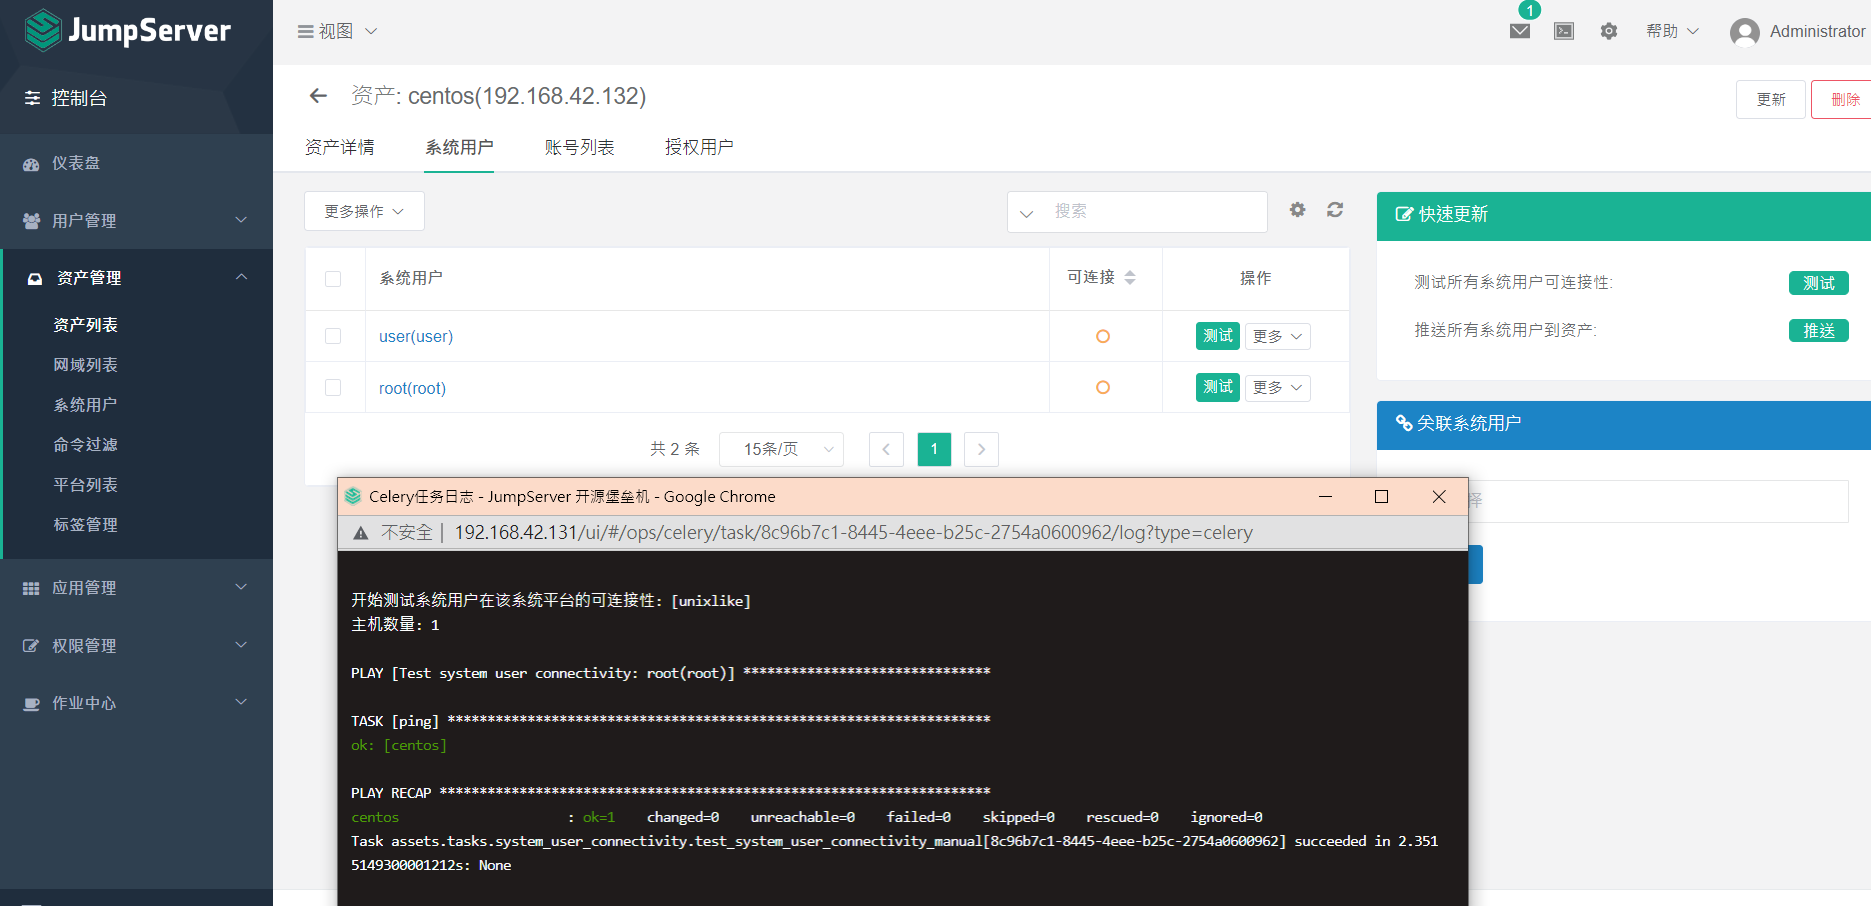 JumpServer
控制台
仪表盘
用户管理
资产管理
资产列表
网域列表
系统用户
命令过滤
平台列表
标签管理
应用管理
权限管理
作业中心
视图
1
帮助
Administrator
资产: centos(192.168.42.132)
更新
删除
资产详情
系统用户
账号列表
授权用户
更多操作
搜索
系统用户
可连接
操作
user(user)
测试
更多
root(root)
测试
更多
共 2 条
15条/页
1
快速更新
测试所有系统用户可连接性:
测试
推送所有系统用户到资产:
推送
关联系统用户
择
Celery任务日志 - JumpServer 开源堡垒机 - Google Chrome
不安全 | 192.168.42.131/ui/#/ops/celery/task/8c96b7c1-8445-4eee-b25c-2754a0600962/log?type=celery
开始测试系统用户在该系统平台的可连接性: [unixlike]
主机数量: 1
PLAY [Test system user connectivity: root(root)] *******************************
TASK [ping] ********************************************************************
ok: [centos]
PLAY RECAP *********************************************************************
centos : ok=1 changed=0 unreachable=0 failed=0 skipped=0 rescued=0 ignored=0
Task assets.tasks.system_user_connectivity.test_system_user_connectivity_manual[8c96b7c1-8445-4eee-b25c-2754a0600962] succeeded in 2.351
5149300001212s: None